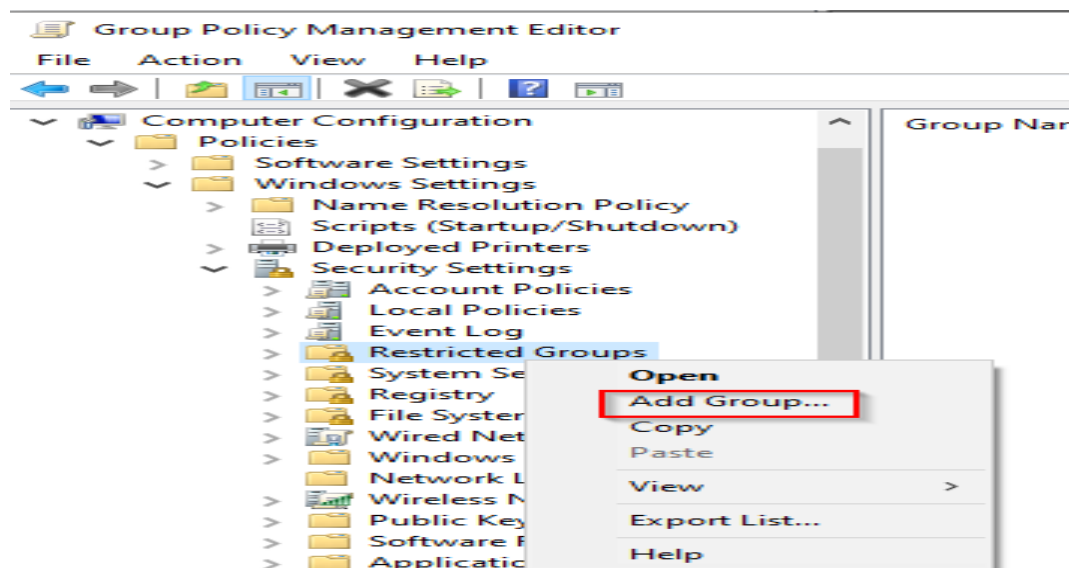 Group Policy Management Editor
File Action View Help
Computer Configuration
Group Nar
Policies
Software Settings
Windows Settings
Name Resolution Policy
Scripts (Startup/Shutdown)
Deployed Printers
Security Settings
Account Policies
Local Policies
Event Log
Restricted Groups
System Se
Registry
File Syster
Wired Net
Windows
Network L
Wireless N
Public Key
Software F
Applicatic
Open
Add Group...
Copy
Paste
View
Export List...
Help